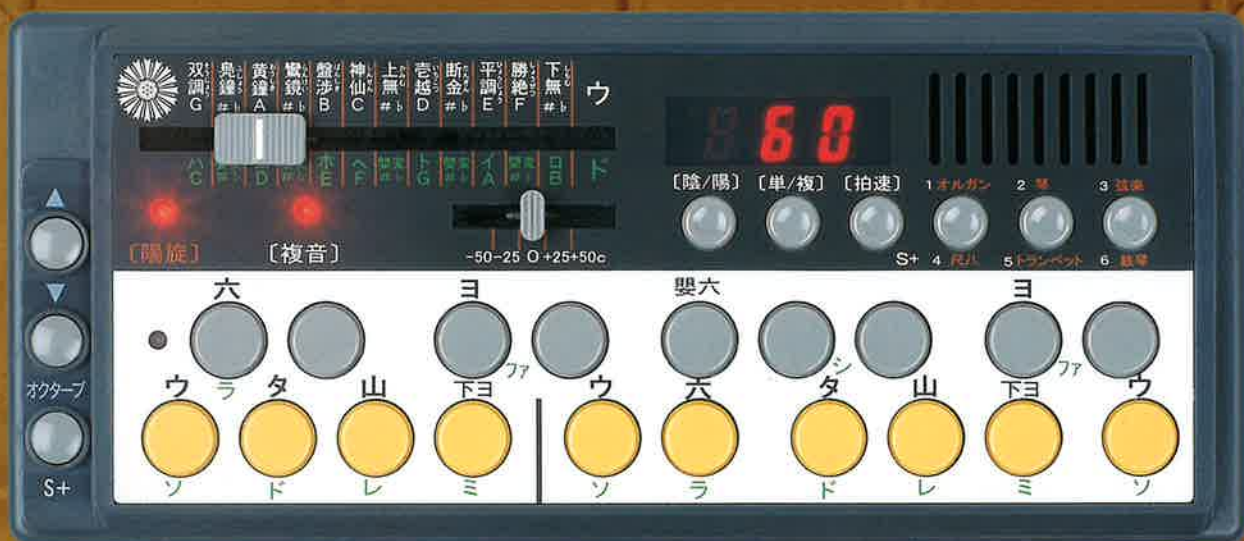 双調 鳧鐘 黄鐘 鸞鏡 盤渉 神仙 上無 壱越 断金 平調 勝絶 下無 ウ
G #♭ A #♭ B C #♭ D #♭ E F #♭
ハ ホ ヘ ト イ ロ ド
C D E F G A B
60
〔陰/陽〕 〔単/複〕 〔拍速〕 1 オルガン 2 琴 3 弦楽
〔陽旋〕 〔複音〕 -50 -25 0 +25 +50c
S+ 4 尺八 5 トランペット 6 鉄琴
▲
▼
オクターブ
S+
六 ヨ 嬰六 ヨ
ラ ファ シ ファ
ウ タ 山 下ヨ ウ 六 タ 山 下ヨ ウ
ソ ド レ ミ ソ ラ ド レ ミ ソ